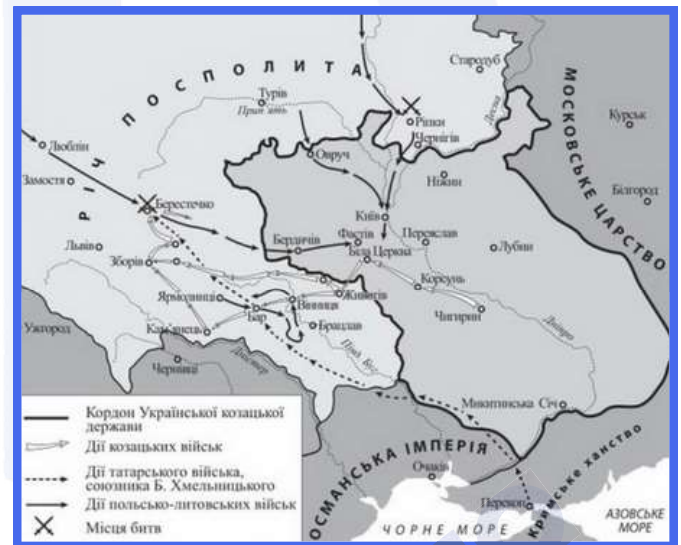 РІЧ ПОСПОЛИТА
Стародуб
Турів
Прип'ять
Десна
МОСКОВСЬКЕ ЦАРСТВО
Ріпки
Курськ
Люблін
Овруч
Чернігів
Замостя
Ніжин
Білгород
Берестечко
Київ
Фастів
Переяслав
Львів
Бердичів
Біла Церква
Лубни
Зборів
Корсунь
Ярмолинці
Вінниця
Животів
Чигирин
Ужгород
Бар
Брацлав
Дніпро
Кам'янець
Дністер
Півд. Буг
Чернівці
Микитинська Січ
Кордон Української козацької
держави
Дії козацьких військ
Дії татарського війська,
союзника Б. Хмельницького
Дії польсько-литовських військ
Місця битв
ОСМАНСЬКА ІМПЕРІЯ
Очаків
Кримське ханство
Перекоп
ЧОРНЕ МОРЕ
АЗОВСЬКЕ
МОРЕ